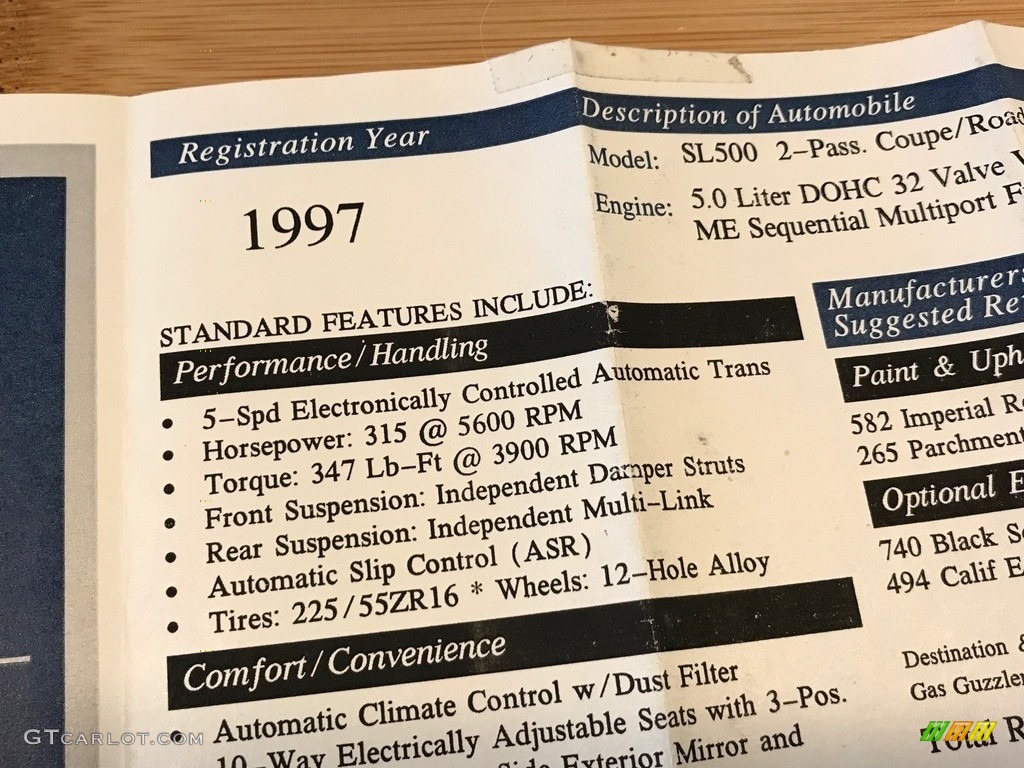 Registration Year
1997
STANDARD FEATURES INCLUDE:
Performance/Handling
• 5-Spd Electronically Controlled Automatic Trans
• Horsepower: 315 @ 5600 RPM
• Torque: 347 Lb-Ft @ 3900 RPM
• Front Suspension: Independent Damper Struts
• Rear Suspension: Independent Multi-Link
• Automatic Slip Control (ASR)
• Tires: 225/55ZR16 * Wheels: 12-Hole Alloy
Comfort/Convenience
• Automatic Climate Control w/Dust Filter
10-Way Electrically Adjustable Seats with 3-Pos.
Side Exterior Mirror and
Description of Automobile
Model: SL500 2-Pass. Coupe/Road
Engine: 5.0 Liter DOHC 32 Valve V
ME Sequential Multiport F
Manufacturers
Suggested Re
Paint & Uph
582 Imperial Re
265 Parchment
Optional E
740 Black S
494 Calif E
Destination &
Gas Guzzler
Total R
GTCARLOT.COM